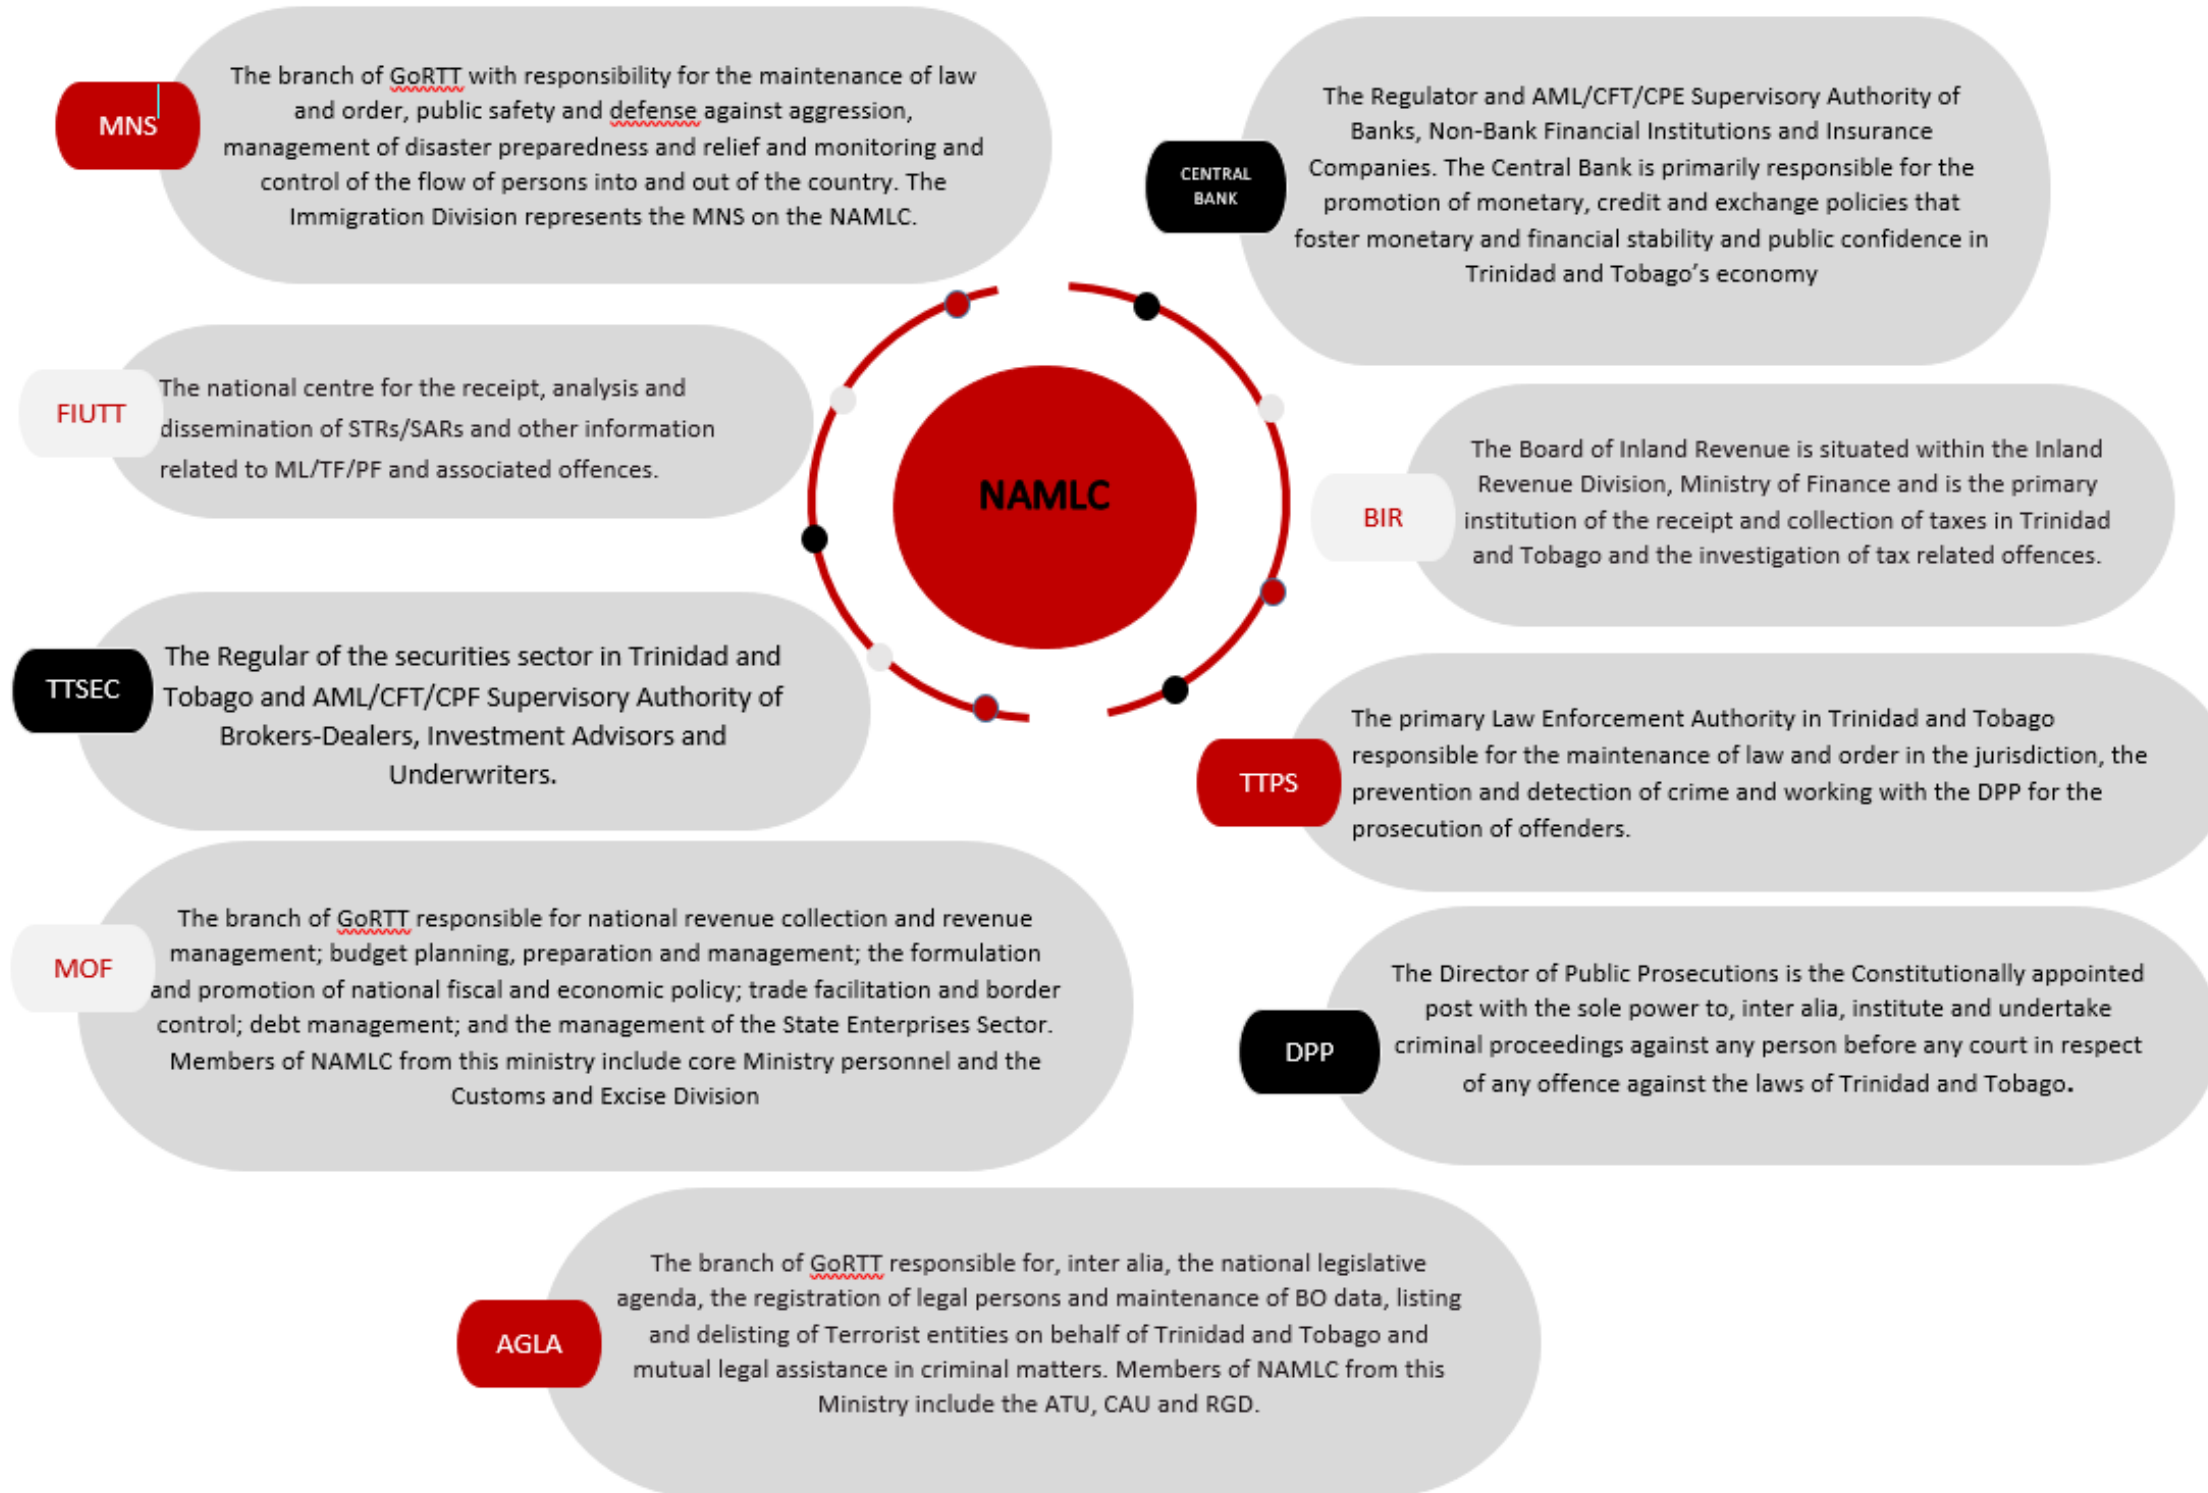 MNS
The branch of GoRTT with responsibility for the maintenance of law
and order, public safety and defense against aggression,
management of disaster preparedness and relief and monitoring and
control of the flow of persons into and out of the country. The
Immigration Division represents the MNS on the NAMLC.
CENTRAL
BANK
The Regulator and AML/CFT/CPE Supervisory Authority of
Banks, Non-Bank Financial Institutions and Insurance
Companies. The Central Bank is primarily responsible for the
promotion of monetary, credit and exchange policies that
foster monetary and financial stability and public confidence in
Trinidad and Tobago’s economy
FIUTT
The national centre for the receipt, analysis and
dissemination of STRs/SARs and other information
related to ML/TF/PF and associated offences.
NAMLC
BIR
The Board of Inland Revenue is situated within the Inland
Revenue Division, Ministry of Finance and is the primary
institution of the receipt and collection of taxes in Trinidad
and Tobago and the investigation of tax related offences.
TTSEC
The Regular of the securities sector in Trinidad and
Tobago and AML/CFT/CPF Supervisory Authority of
Brokers-Dealers, Investment Advisors and
Underwriters.
TTPS
The primary Law Enforcement Authority in Trinidad and Tobago
responsible for the maintenance of law and order in the jurisdiction, the
prevention and detection of crime and working with the DPP for the
prosecution of offenders.
MOF
The branch of GoRTT responsible for national revenue collection and revenue
management; budget planning, preparation and management; the formulation
and promotion of national fiscal and economic policy; trade facilitation and border
control; debt management; and the management of the State Enterprises Sector.
Members of NAMLC from this ministry include core Ministry personnel and the
Customs and Excise Division
DPP
The Director of Public Prosecutions is the Constitutionally appointed
post with the sole power to, inter alia, institute and undertake
criminal proceedings against any person before any court in respect
of any offence against the laws of Trinidad and Tobago.
AGLA
The branch of GoRTT responsible for, inter alia, the national legislative
agenda, the registration of legal persons and maintenance of BO data, listing
and delisting of Terrorist entities on behalf of Trinidad and Tobago and
mutual legal assistance in criminal matters. Members of NAMLC from this
Ministry include the ATU, CAU and RGD.